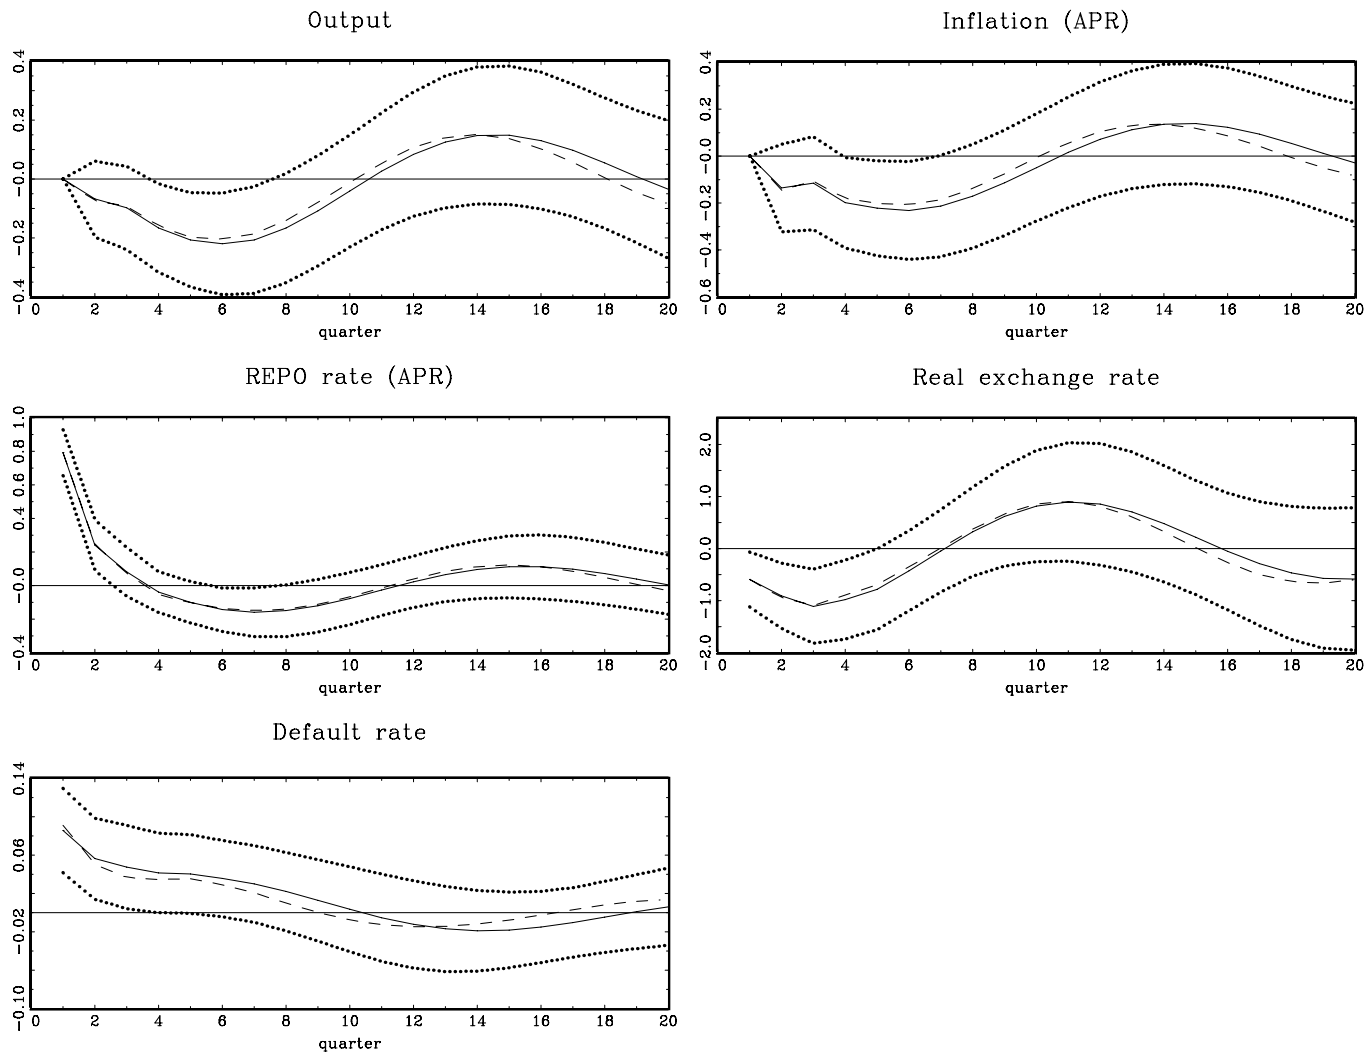 Output
0.4
0.2
-0.0
-0.2
-0.4
0 2 4 6 8 10 12 14 16 18 20
quarter
Inflation (APR)
0.4
0.2
-0.0
-0.2
-0.4
-0.6
0 2 4 6 8 10 12 14 16 18 20
quarter
REPO rate (APR)
1.0
0.8
0.6
0.4
0.2
-0.0
-0.4
0 2 4 6 8 10 12 14 16 18 20
quarter
Real exchange rate
2.0
1.0
0.0
-1.0
-2.0
0 2 4 6 8 10 12 14 16 18 20
quarter
Default rate
0.14
0.06
-0.02
-0.10
0 2 4 6 8 10 12 14 16 18 20
quarter